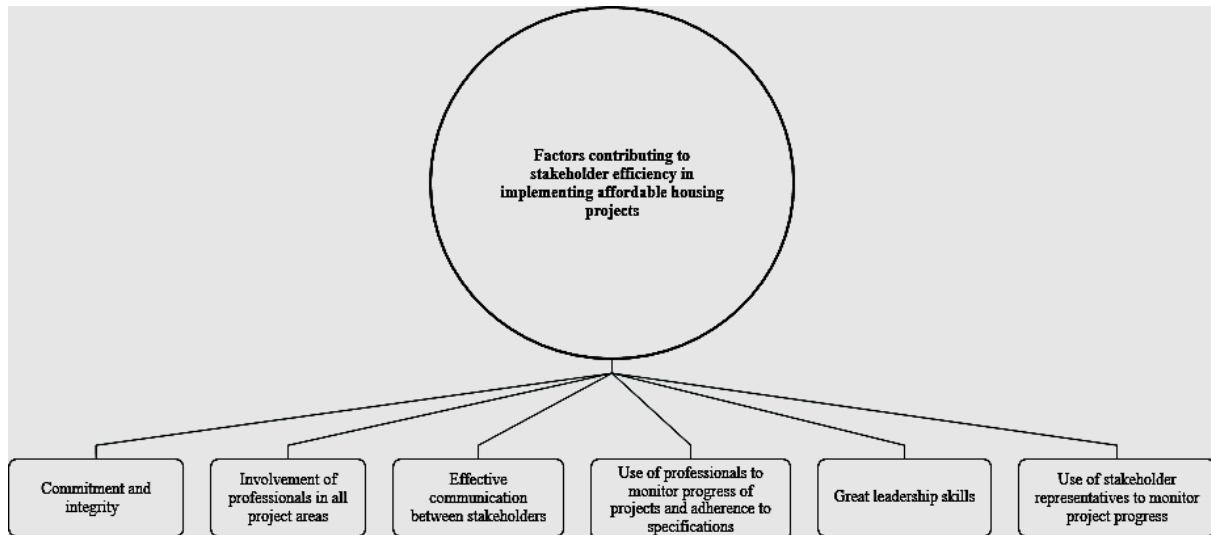 Factors contributing to
stakeholder efficiency in
implementing affordable housing
projects
Commitment and
integrity
Involvement of
professionals in all
project areas
Effective
communication
between stakeholders
Use of professionals to
monitor progress of
projects and adherence to
specifications
Great leadership skills
Use of stakeholder
representatives to monitor
project progress